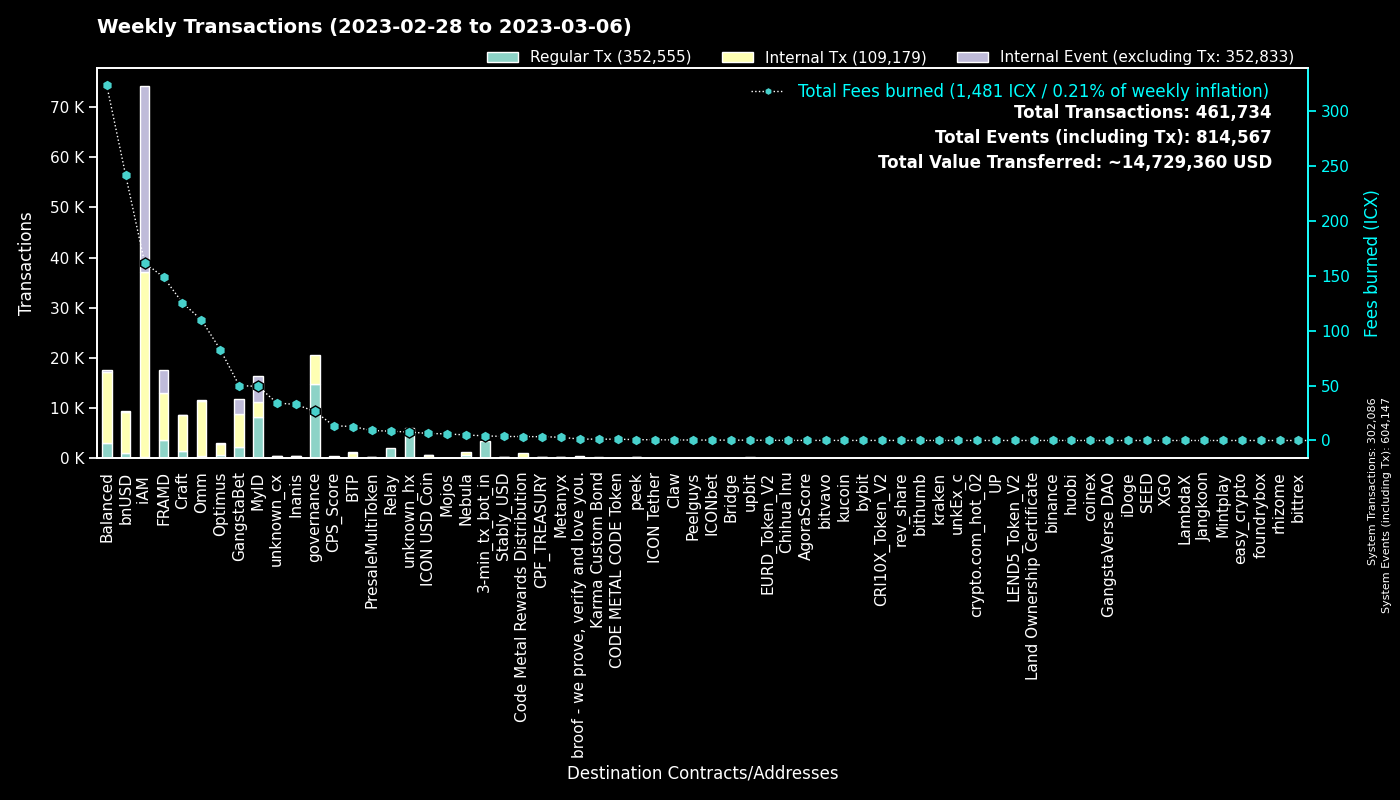 Weekly Transactions (2023-02-28 to 2023-03-06)
Regular Tx (352,555)
Internal Tx (109,179)
Internal Event (excluding Tx: 352,833)
Total Fees burned (1,481 ICX / 0.21% of weekly inflation)
Total Transactions: 461,734
Total Events (including Tx): 814,567
Total Value Transferred: ~14,729,360 USD
Transactions
70 K
60 K
50 K
40 K
30 K
20 K
10 K
0 K
300
250
200
150
100
50
0
Fees burned (ICX)
System Transactions: 302,086
System Events (including Tx): 604,147
Balanced
bnUSD
iAM
FRAMD
Craft
Omm
Optimus
GangstaBet
MyID
unknown_cx
Inanis
governance
CPS_Score
BTP
PresaleMultiToken
Relay
unknown_hx
ICON USD Coin
Mojos
Nebula
3-min_tx_bot_in
Stably_USD
Code Metal Rewards Distribution
CPF_TREASURY
Metanyx
broof - we prove, verify and love you.
Karma Custom Bond
CODE METAL CODE Token
peek
ICON Tether
Claw
Peelguys
ICONbet
Bridge
upbit
EURD_Token_V2
Chihua Inu
AgoraScore
bitvavo
kucoin
bybit
CRI10X_Token_V2
rev_share
bithumb
kraken
unkEx_c
crypto.com_hot_02
UP
LEND5_Token_V2
Land Ownership Certificate
binance
huobi
coinex
GangstaVerse DAO
iDoge
SEED
XGO
LambdaX
Jangkoon
Mintplay
easy_crypto
foundrybox
rhizome
bittrex
Destination Contracts/Addresses